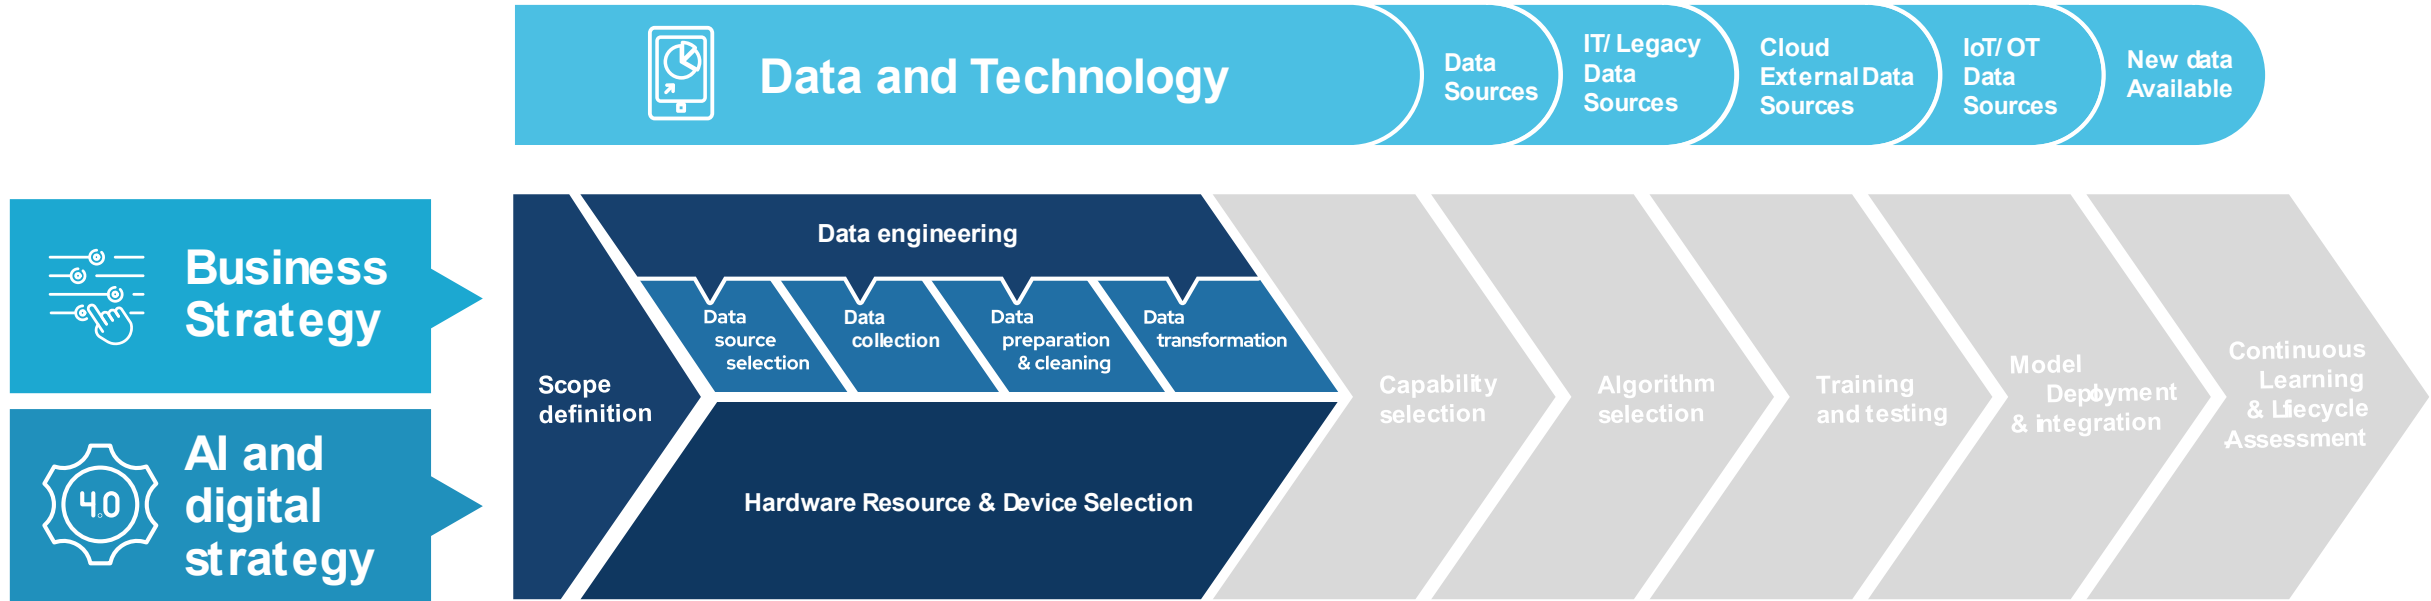 Data and Technology
Data
Sources
IT/ Legacy
Data
Sources
Cloud
External Data
Sources
IoT/ OT
Data
Sources
New data
Available
Business
Strategy
AI and
digital
strategy
4.0
Scope
definition
Data engineering
Data
source
selection
Data
collection
Data
preparation
& cleaning
Data
transformation
Hardware Resource & Device Selection
Capability
selection
Algorithm
selection
Training
and testing
Model
Deployment
& integration
Continuous
Learning
& Lifecycle
Assessment